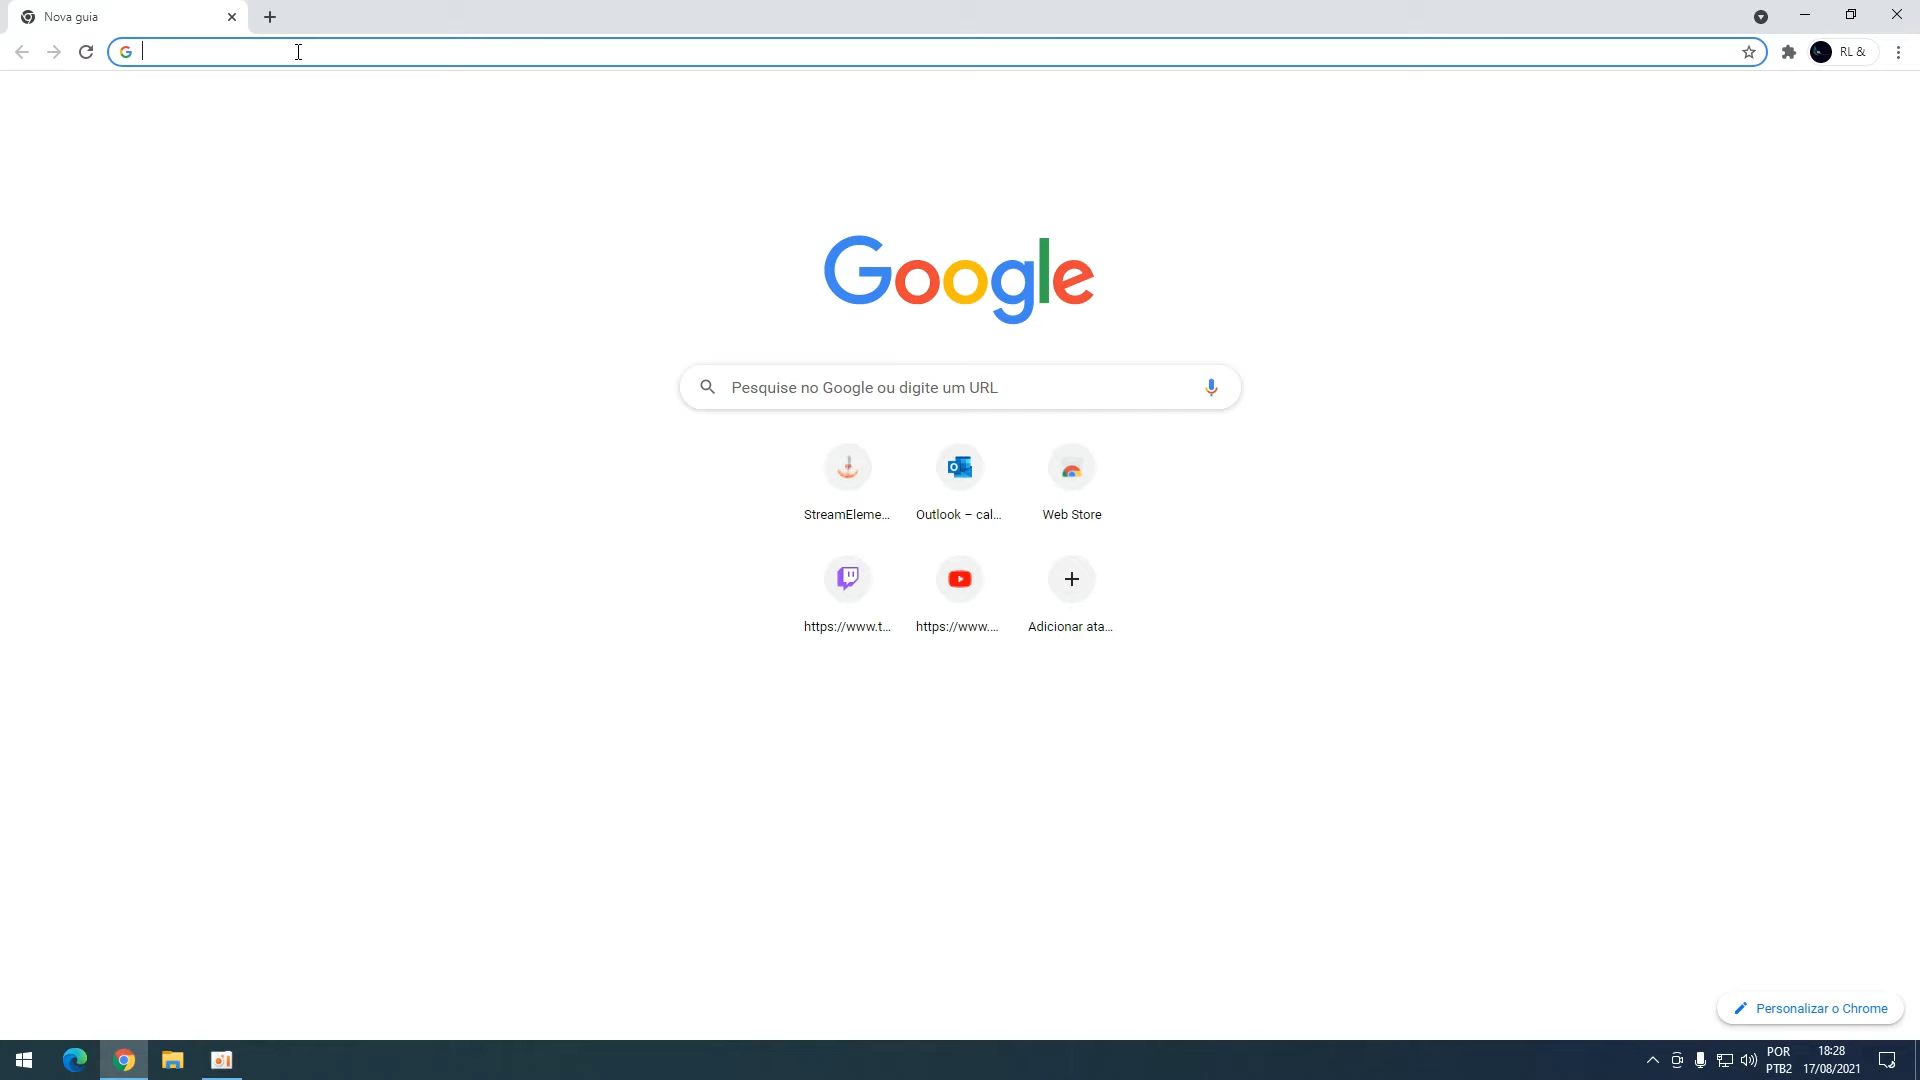 Nova guia
RL &
Google
Pesquise no Google ou digite um URL
StreamEleme...
Outlook – cal...
Web Store
https://www.t...
https://www....
Adicionar ata...
Personalizar o Chrome
POR
PTB2
18:28
17/08/2021